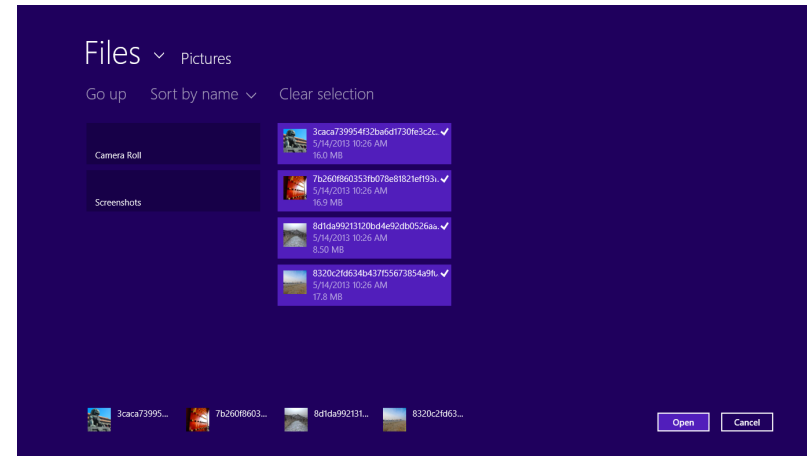 Files Pictures
Go up Sort by name Clear selection
Camera Roll
Screenshots
3caca739954f32ba6d1730fe3c2c.
5/14/2013 10:26 AM
16.0 MB
7b260f860353fb078e81821ef193
5/14/2013 10:26 AM
16.9 MB
8d1da99213120bd4e92db0526aa.
5/14/2013 10:26 AM
8.50 MB
8320c2fd634b437f55673854a9f
5/14/2013 10:26 AM
17.8 MB
3caca73995... 7b260f8603... 8d1da992131... 8320c2fd63...
Open Cancel